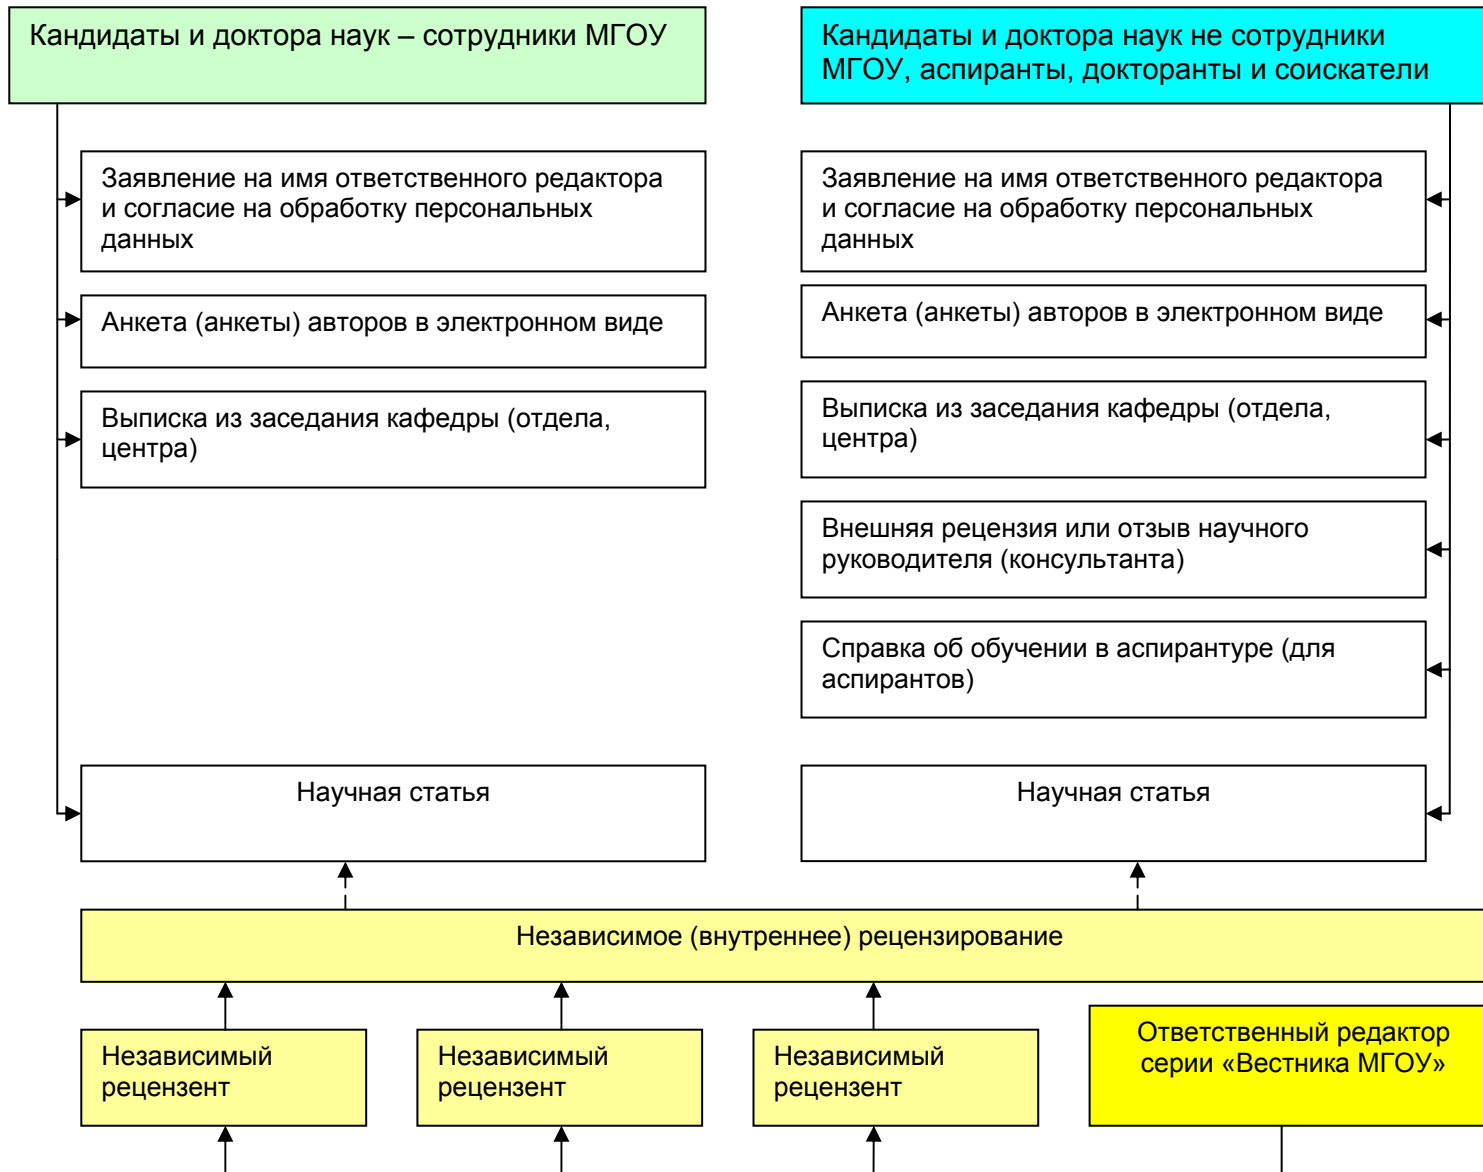 Кандидаты и доктора наук – сотрудники МГОУ
Кандидаты и доктора наук не сотрудники
МГОУ, аспиранты, докторанты и соискатели
Заявление на имя ответственного редактора
и согласие на обработку персональных
данных
Анкета (анкеты) авторов в электронном виде
Выписка из заседания кафедры (отдела,
центра)
Заявление на имя ответственного редактора
и согласие на обработку персональных
данных
Анкета (анкеты) авторов в электронном виде
Выписка из заседания кафедры (отдела,
центра)
Внешняя рецензия или отзыв научного
руководителя (консультанта)
Справка об обучении в аспирантуре (для
аспирантов)
Научная статья
Научная статья
Независимое (внутреннее) рецензирование
Независимый
рецензент
Независимый
рецензент
Независимый
рецензент
Ответственный редактор
серии «Вестника МГОУ»